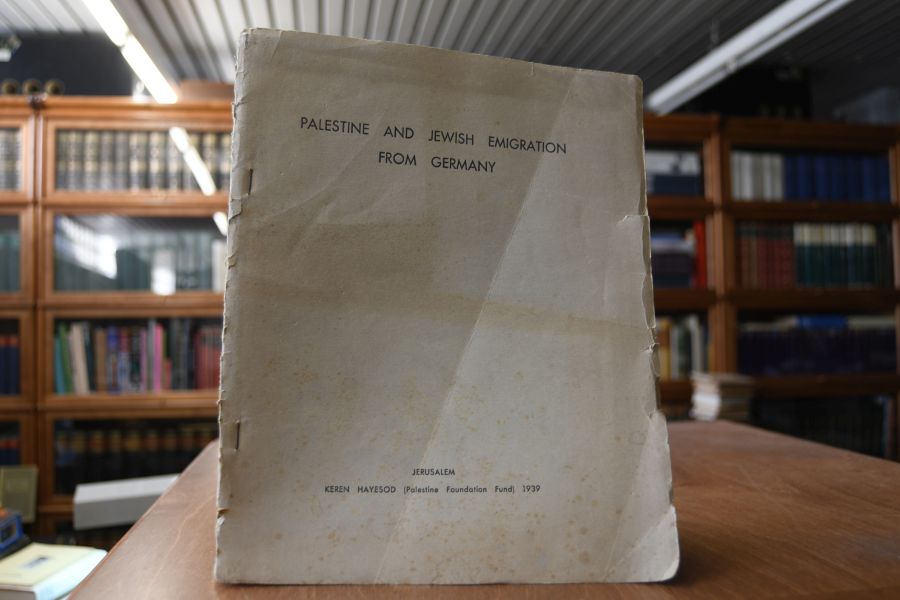 PALESTINE AND JEWISH EMIGRATION
FROM GERMANY
JERUSALEM
KEREN HAYESOD (Palestine Foundation Fund) 1939